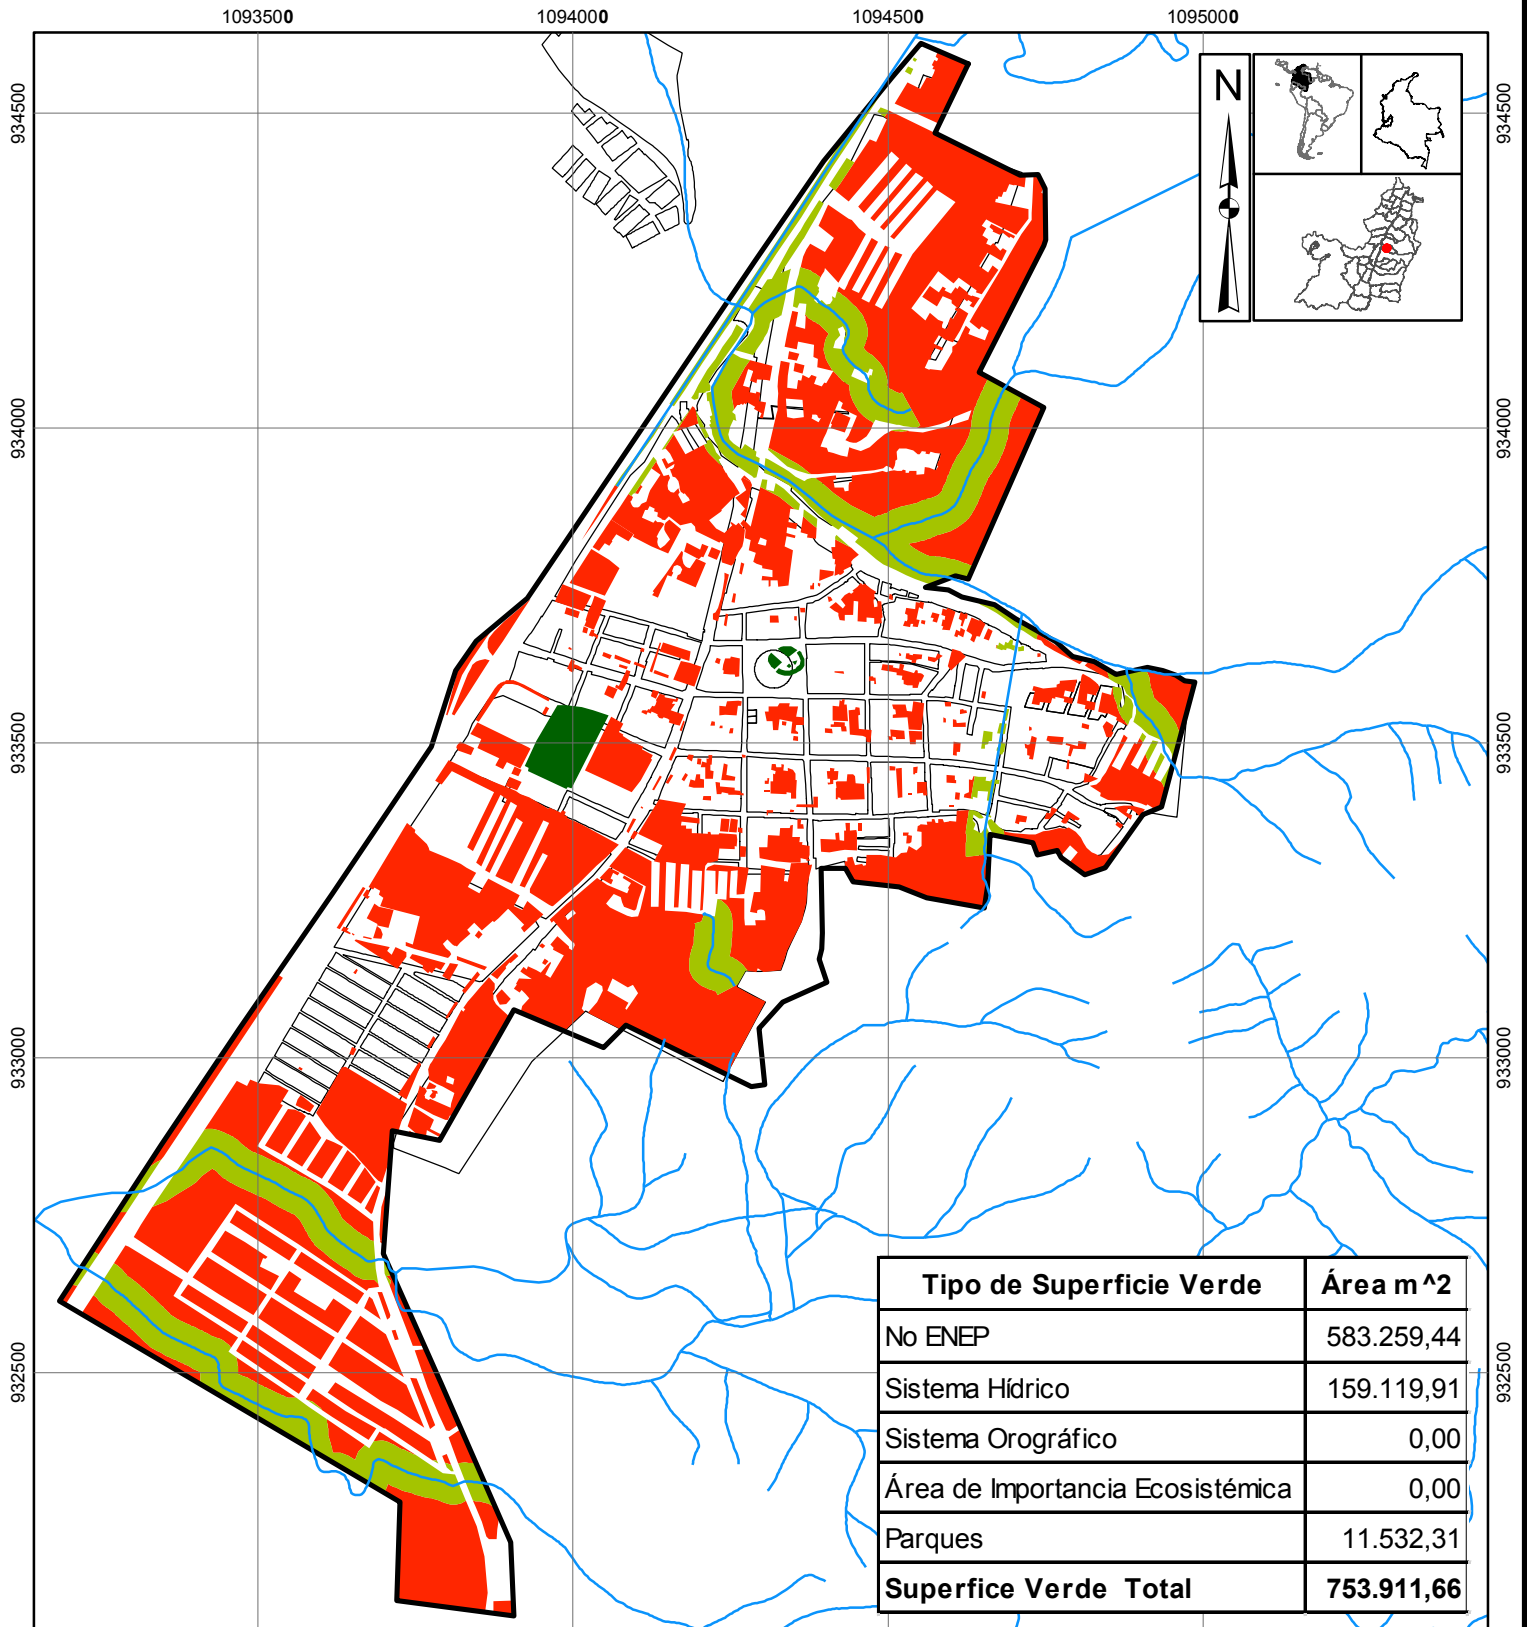 1093500 1094000 1094500 1095000
934500 934500
N
934000 934000
933500 933500
933000 933000
932500 932500
Tipo de Superficie Verde Área m^2
No ENEP 583.259,44
Sistema Hídrico 159.119,91
Sistema Orográfico 0,00
Área de Importancia Ecosistémica 0,00
Parques 11.532,31
Superfice Verde Total 753.911,66